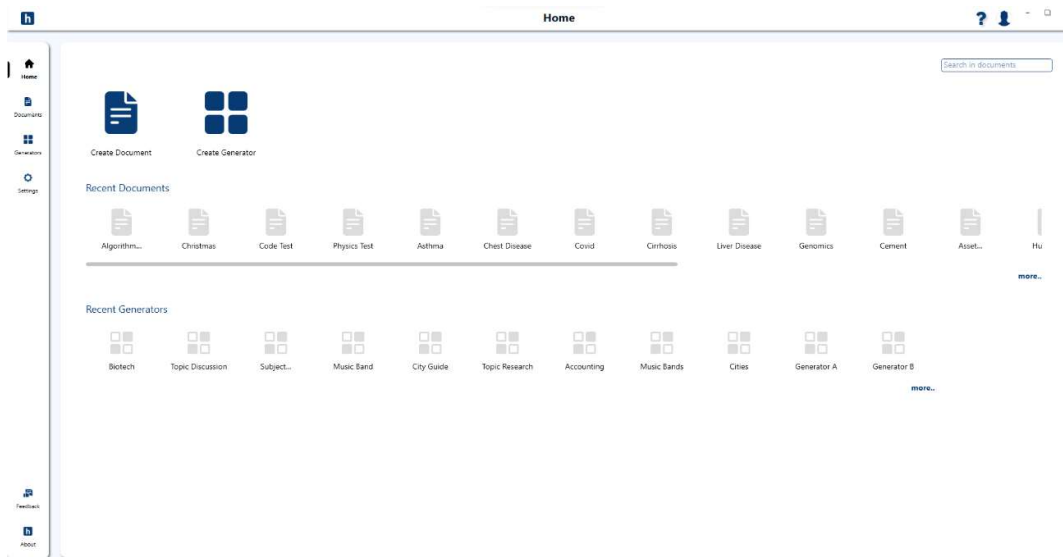 h
Home
?
Home
Search in documents
Documents
Generators
Settings
Create Document
Create Generator
Recent Documents
Algorithm...
Christmas
Code Test
Physics Test
Asthma
Chest Disease
Covid
Cirrhosis
Liver Disease
Genomics
Cement
Asset...
Hu
more..
Recent Generators
Biotech
Topic Discussion
Subject...
Music Band
City Guide
Topic Research
Accounting
Music Bands
Cities
Generator A
Generator B
more..
Feedback
h
About